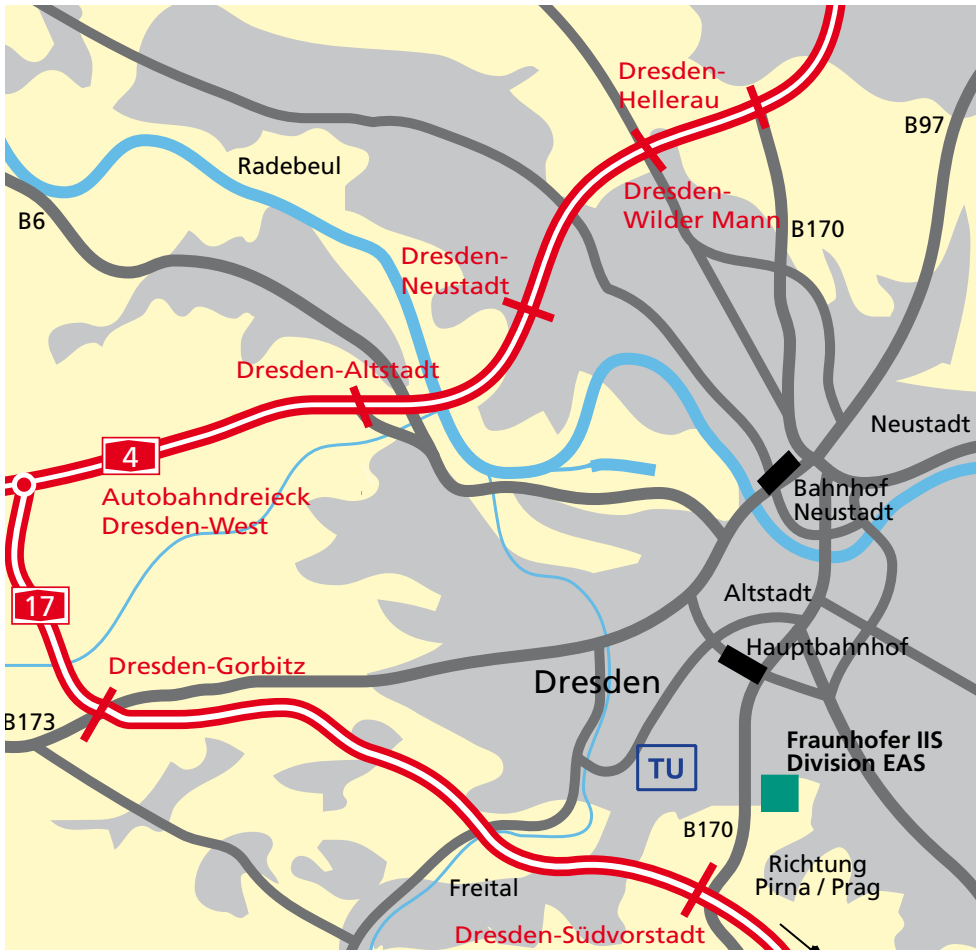 Dresden-
Hellerau
B97
Radebeul
Dresden-
Wilder Mann
B6
B170
Dresden-
Neustadt
Dresden-Altstadt
Neustadt
4
Autobahndreieck
Dresden-West
Bahnhof
Neustadt
17
Altstadt
Hauptbahnhof
Dresden-Gorbitz
Dresden
B173
Fraunhofer IIS
Division EAS
TU
B170
Richtung
Pirna / Prag
Freital
Dresden-Südvorstadt